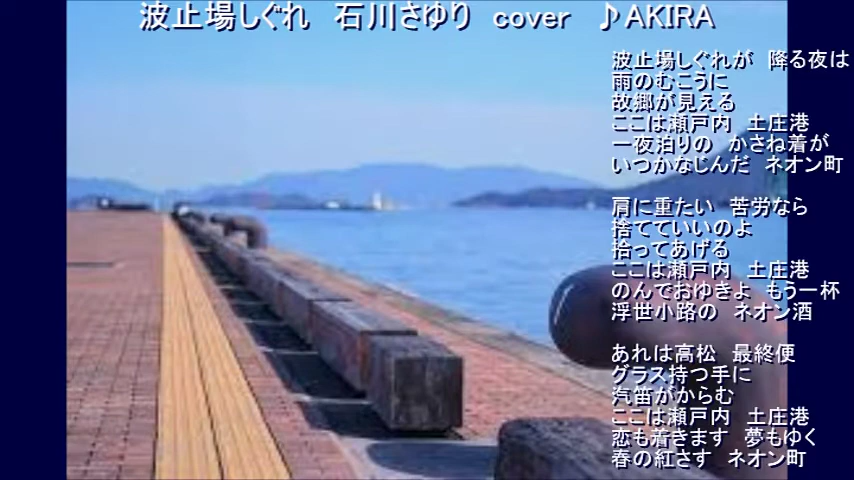 波止場しぐれ　石川さゆり　cover　♪AKIRA
波止場しぐれが　降る夜は
雨のむこうに
故郷が見える
ここは瀬戸内　土庄港
一夜泊りの　かさね着が
いつかなじんだ　ネオン町
肩に重たい　苦労なら
捨てていいのよ
拾ってあげる
ここは瀬戸内　土庄港
のんでおゆきよ　もう一杯
浮世小路の　ネオン酒
あれは高松　最終便
グラス持つ手に
汽笛がからむ
ここは瀬戸内　土庄港
恋も着きます　夢もゆく
春の紅さす　ネオン町